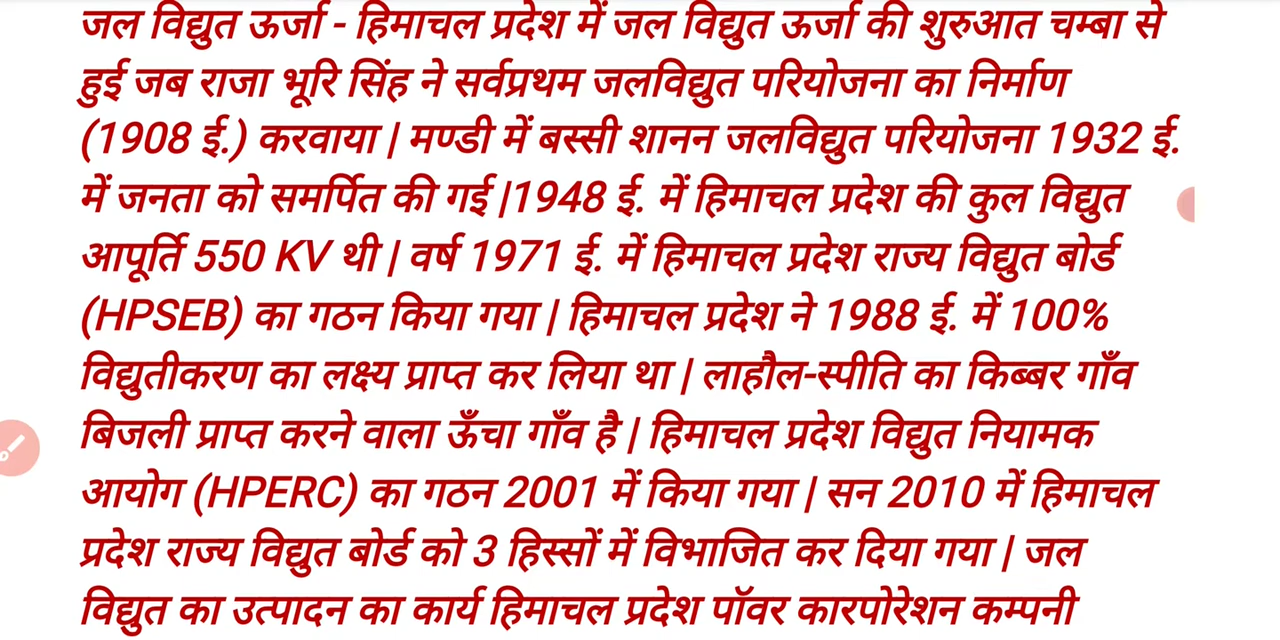 जल विद्युत ऊर्जा - हिमाचल प्रदेश में जल विद्युत ऊर्जा की शुरुआत चम्बा से
हुई जब राजा भूरि सिंह ने सर्वप्रथम जलविद्युत परियोजना का निर्माण
(1908 ई.) करवाया | मण्डी में बस्सी शानन जलविद्युत परियोजना 1932 ई.
में जनता को समर्पित की गई |1948 ई. में हिमाचल प्रदेश की कुल विद्युत
आपूर्ति 550 KV थी | वर्ष 1971 ई. में हिमाचल प्रदेश राज्य विद्युत बोर्ड
(HPSEB) का गठन किया गया | हिमाचल प्रदेश ने 1988 ई. में 100%
विद्युतीकरण का लक्ष्य प्राप्त कर लिया था | लाहौल-स्पीति का किब्बर गाँव
बिजली प्राप्त करने वाला ऊँचा गाँव है | हिमाचल प्रदेश विद्युत नियामक
आयोग (HPERC) का गठन 2001 में किया गया | सन 2010 में हिमाचल
प्रदेश राज्य विद्युत बोर्ड को 3 हिस्सों में विभाजित कर दिया गया | जल
विद्युत का उत्पादन का कार्य हिमाचल प्रदेश पॉवर कारपोरेशन कम्पनी